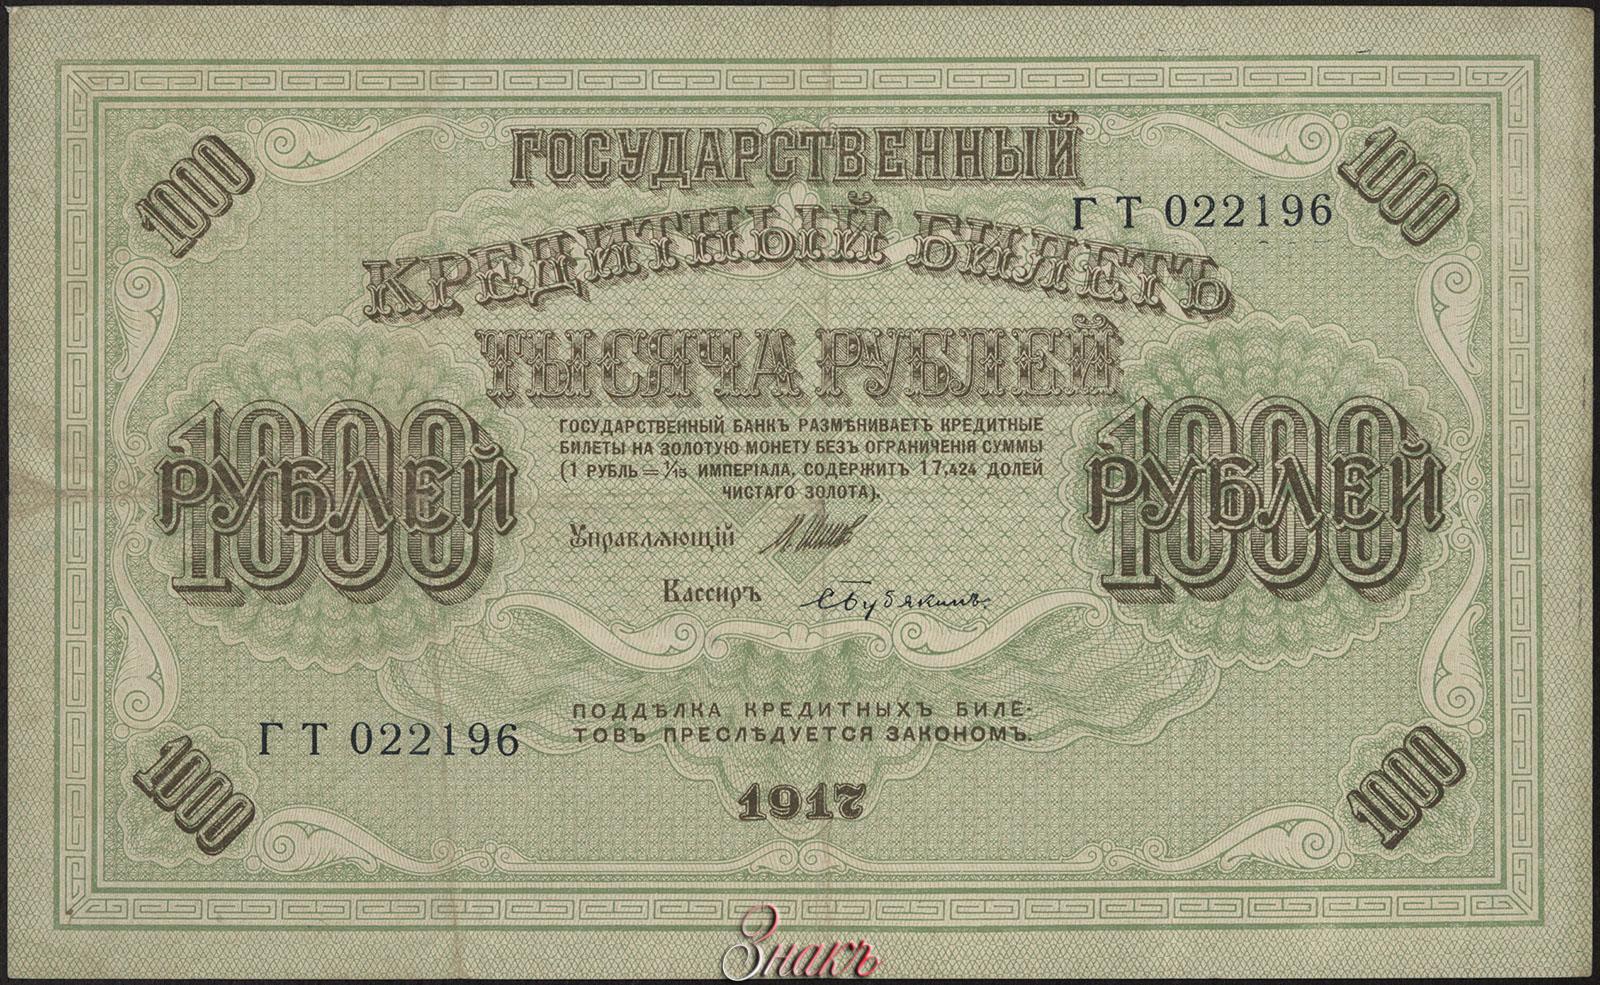 1000
1000
ГОСУДАРСТВЕННЫЙ
ГТ 022196
КРЕДИТНЫЙ БИЛЕТЪ
ТЫСЯЧА РУБЛЕЙ
1000
РУБЛЕЙ
ГОСУДАРСТВЕННЫЙ БАНКЪ РАЗМѢНИВАЕТЪ КРЕДИТНЫЕ
БИЛЕТЫ НА ЗОЛОТУЮ МОНЕТУ БЕЗЪ ОГРАНИЧЕНІЯ СУММЫ
(1 РУБЛЬ = 1/15 ИМПЕРІАЛА, СОДЕРЖИТЪ 17,424 ДОЛЕЙ
ЧИСТАГО ЗОЛОТА).
1000
РУБЛЕЙ
Управляющій
Кассиръ
ПОДДѢЛКА КРЕДИТНЫХЪ БИЛЕ-
ТОВЪ ПРЕСЛѢДУЕТСЯ ЗАКОНОМЪ.
ГТ 022196
1917
1000
1000
Знакъ